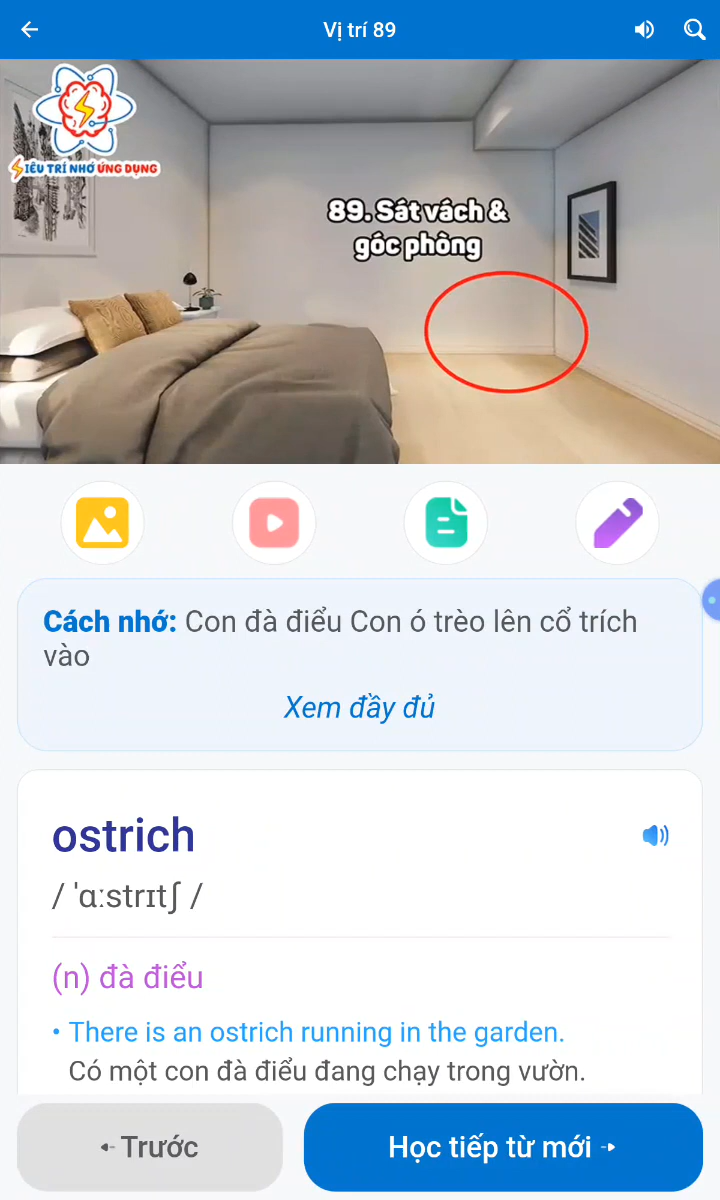 Vị trí 89
SIÊU TRÍ NHỚ ỨNG DỤNG
89. Sát vách &
góc phòng
Cách nhớ: Con đà điểu Con ó trèo lên cổ trích
vào
Xem đầy đủ
ostrich
/ ˈɑːstrɪtʃ /
(n) đà điểu
• There is an ostrich running in the garden.
Có một con đà điểu đang chạy trong vườn.
Trước
Học tiếp từ mới